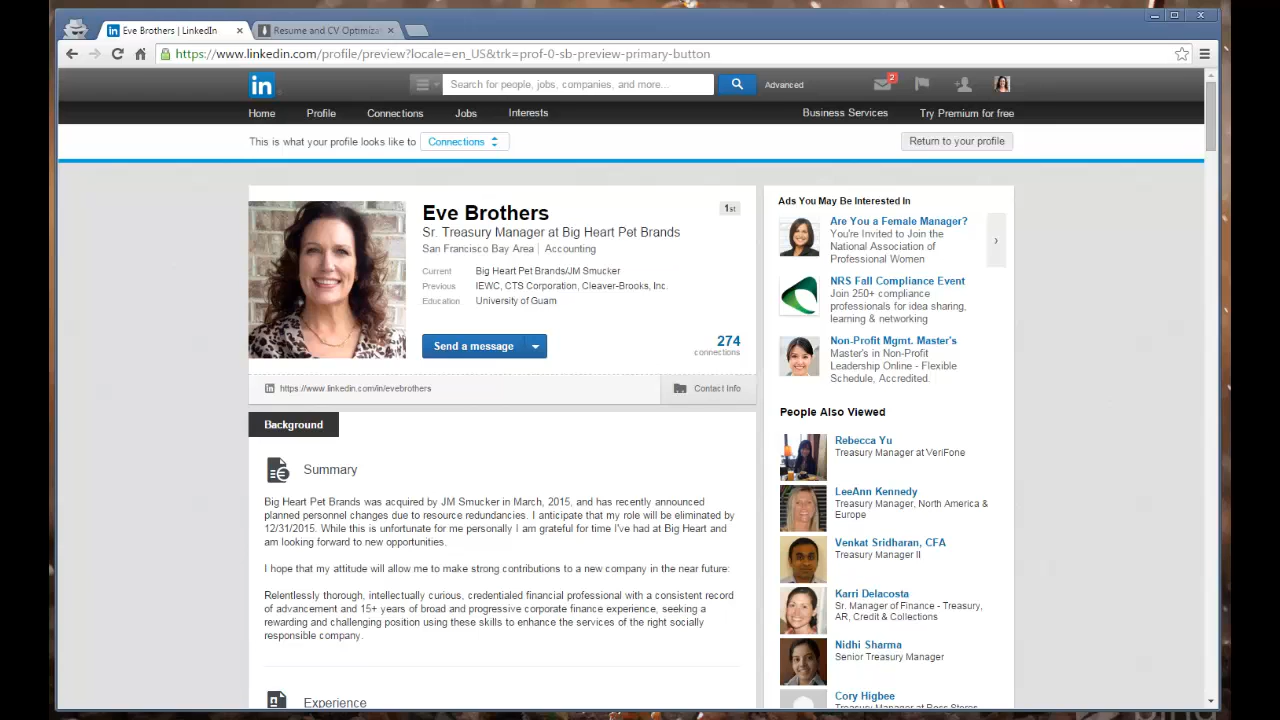 Eve Brothers | LinkedIn
Resume and CV Optimizat
https://www.linkedin.com/profile/preview?locale=en_US&trk=prof-0-sb-preview-primary-button
in
Search for people, jobs, companies, and more...
Advanced
2
Home
Profile
Connections
Jobs
Interests
Business Services
Try Premium for free
This is what your profile looks like to
Connections
Return to your profile
Eve Brothers
1st
Sr. Treasury Manager at Big Heart Pet Brands
San Francisco Bay Area | Accounting
Current Big Heart Pet Brands/JM Smucker
Previous IEWC, CTS Corporation, Cleaver-Brooks, Inc.
Education University of Guam
Send a message
274
connections
https://www.linkedin.com/in/evebrothers
Contact Info
Background
Summary
Big Heart Pet Brands was acquired by JM Smucker in March, 2015, and has recently announced
planned personnel changes due to resource redundancies. I anticipate that my role will be eliminated by
12/31/2015. While this is unfortunate for me personally I am grateful for time I've had at Big Heart and
am looking forward to new opportunities.
I hope that my attitude will allow me to make strong contributions to a new company in the near future:
Relentlessly thorough, intellectually curious, credentialed financial professional with a consistent record
of advancement and 15+ years of broad and progressive corporate finance experience, seeking a
rewarding and challenging position using these skills to enhance the services of the right socially
responsible company.
Experience
Ads You May Be Interested In
Are You a Female Manager?
You're Invited to Join the
National Association of
Professional Women
NRS Fall Compliance Event
Join 250+ compliance
professionals for idea sharing,
learning & networking
Non-Profit Mgmt. Master's
Master's in Non-Profit
Leadership Online - Flexible
Schedule, Accredited.
People Also Viewed
Rebecca Yu
Treasury Manager at VeriFone
LeeAnn Kennedy
Treasury Manager, North America &
Europe
Venkat Sridharan, CFA
Treasury Manager II
Karri Delacosta
Sr. Manager of Finance - Treasury,
AR, Credit & Collections
Nidhi Sharma
Senior Treasury Manager
Cory Higbee
Treasury Manager at Ross Stores